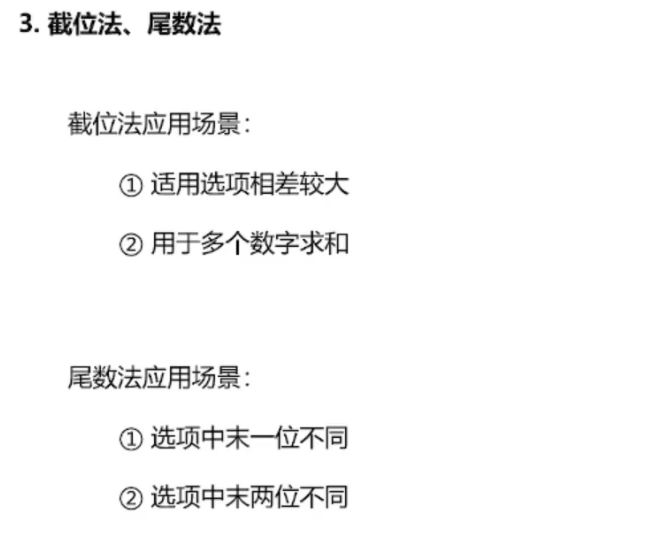 3. 截位法、尾数法
截位法应用场景：
① 适用选项相差较大
② 用于多个数字求和
尾数法应用场景：
① 选项中末一位不同
② 选项中末两位不同